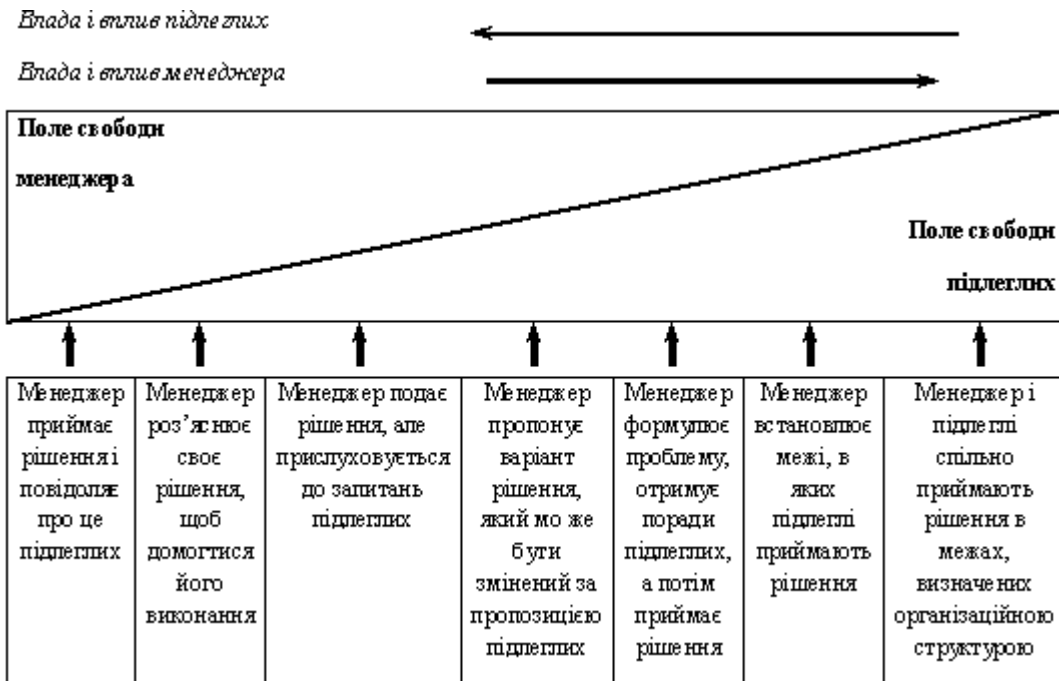 Влада і вплив підлеглих
Влада і вплив менеджера
Поле свободи
менеджера
Поле свободи
підлеглих
Менеджер
приймає
рішення і
повідоляє
про це
підлеглих
Менеджер
роз’яснює
своє
рішення,
щоб
домогтися
його
виконання
Менеджер подає
рішення, але
прислуховується
до запитань
підлеглих
Менеджер
пропонує
варіант
рішення,
який мо же
бути
змінений за
пропозицією
підлеглих
Менеджер
формулює
проблему,
отримує
поради
підлеглих,
а потім
приймає
рішення
Менеджер
встановлює
межі, в
яких
підлеглі
приймають
рішення
Менеджер і
підлеглі
спільно
приймають
рішення в
межах,
визначених
організаційною
структурою